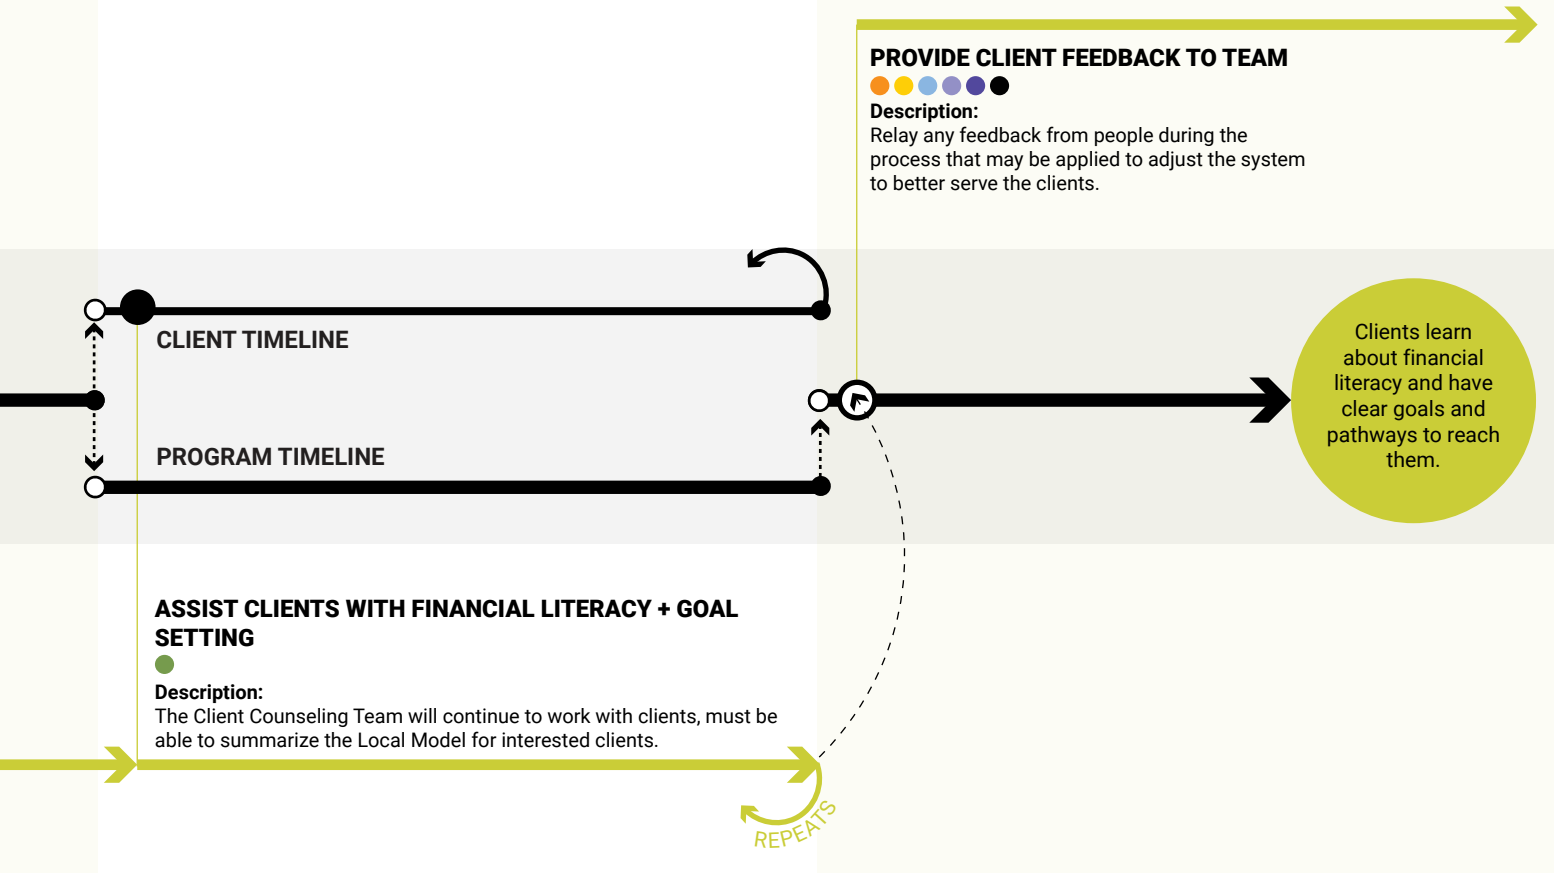 PROVIDE CLIENT FEEDBACK TO TEAM
Description:
Relay any feedback from people during the
process that may be applied to adjust the system
to better serve the clients.
CLIENT TIMELINE
PROGRAM TIMELINE
Clients learn
about financial
literacy and have
clear goals and
pathways to reach
them.
ASSIST CLIENTS WITH FINANCIAL LITERACY + GOAL
SETTING
Description:
The Client Counseling Team will continue to work with clients, must be
able to summarize the Local Model for interested clients.
REPEATS